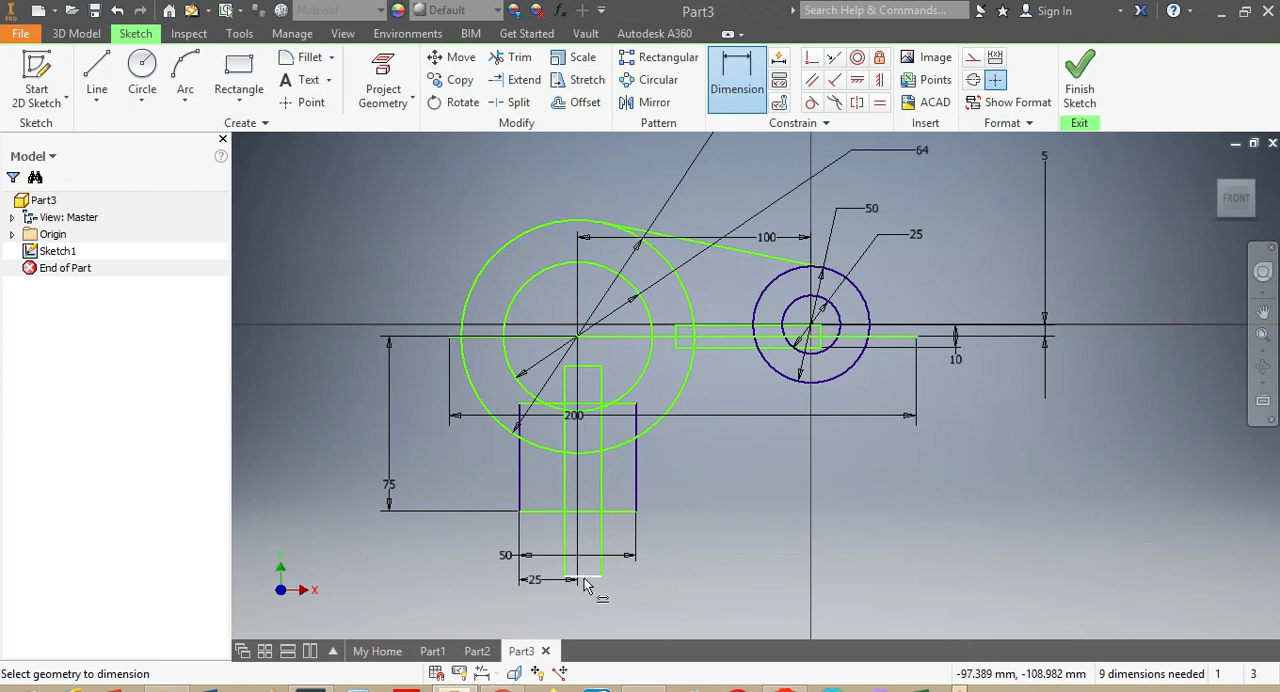 PRO Material Default fx Part3 Search Help & Commands... Sign In
File 3D Model Sketch Inspect Tools Manage View Environments BIM Get Started Vault Autodesk A360
Start 2D Sketch Line Circle Arc Rectangle Fillet Text Point Project Geometry Move Copy Rotate Trim Extend Split Scale Stretch Offset Rectangular Circular Mirror Dimension Image Points ACAD Show Format Finish Sketch
Sketch Create Modify Pattern Constrain Insert Format Exit
Model
Part3
View: Master
Origin
Sketch1
End of Part
64
5
FRONT
50
25
100
10
200
75
50
25
X
My Home Part1 Part2 Part3
Select geometry to dimension -97.389 mm, -108.982 mm 9 dimensions needed 1 3